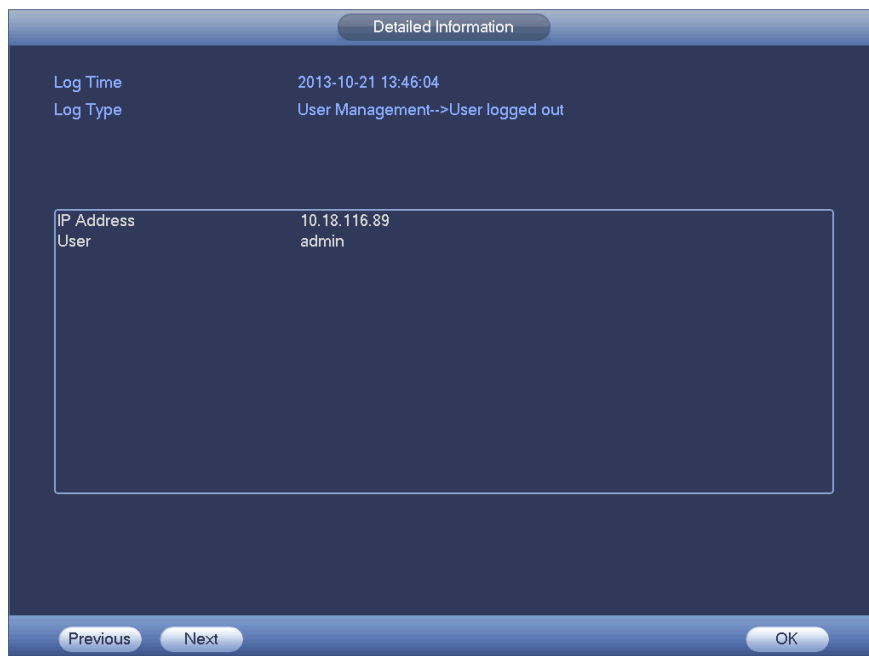 Detailed Information
Log Time 2013-10-21 13:46:04
Log Type User Management-->User logged out
IP Address 10.18.116.89
User admin
Previous Next OK